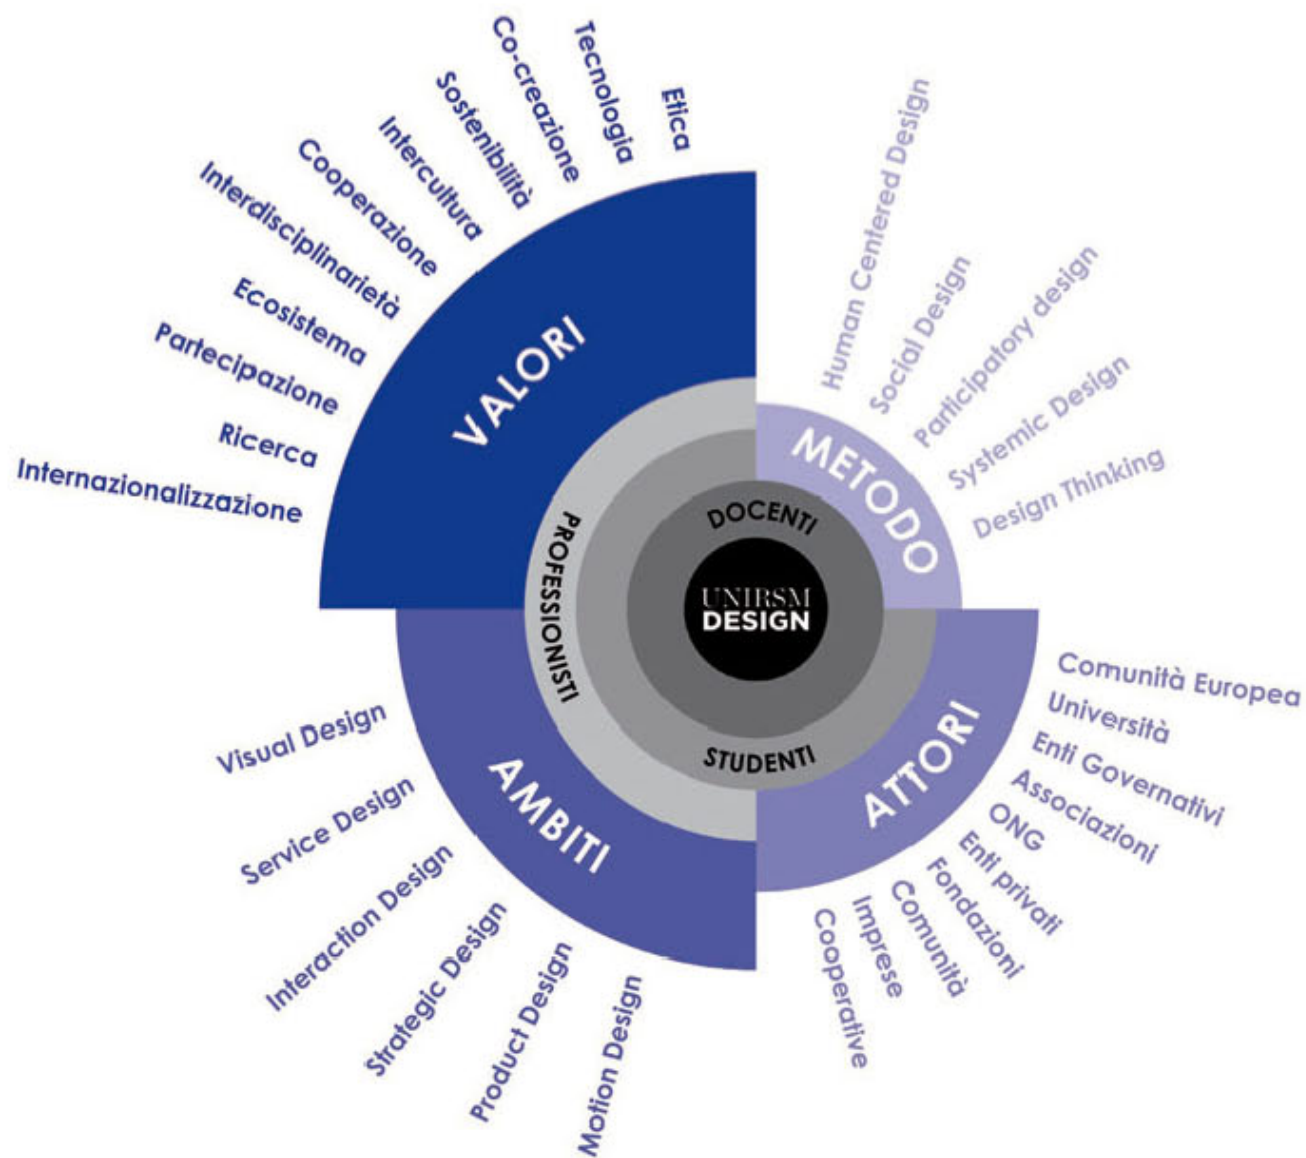 VALORI
Internazionalizzazione
Ricerca
Partecipazione
Ecosistema
Interdisciplinarietà
Cooperazione
Intercultura
Sostenibilità
Co-creazione
Tecnologia
Etica
METODO
Human Centered Design
Social Design
Participatory design
Systemic Design
Design Thinking
ATTORI
Comunità Europea
Università
Enti Governativi
Associazioni
ONG
Enti privati
Fondazioni
Comunità
Imprese
Cooperative
AMBITI
Visual Design
Service Design
Interaction Design
Strategic Design
Product Design
Motion Design
PROFESSIONISTI
DOCENTI
STUDENTI
UNIRSM
DESIGN